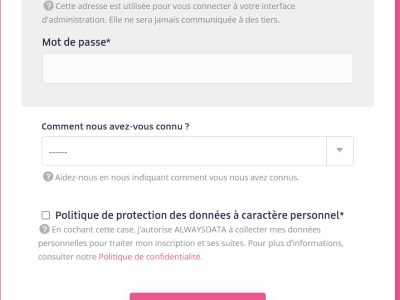 Cette adresse est utilisée pour vous connecter à votre interface
d'administration. Elle ne sera jamais communiquée à des tiers.
Mot de passe*
Comment nous avez-vous connu ?
------
Aidez-nous en nous indiquant comment vous nous avez connus.
Politique de protection des données à caractère personnel*
En cochant cette case, j'autorise ALWAYSDATA à collecter mes données
personnelles pour traiter mon inscription et ses suites. Pour plus d'informations,
consulter notre Politique de confidentialité.